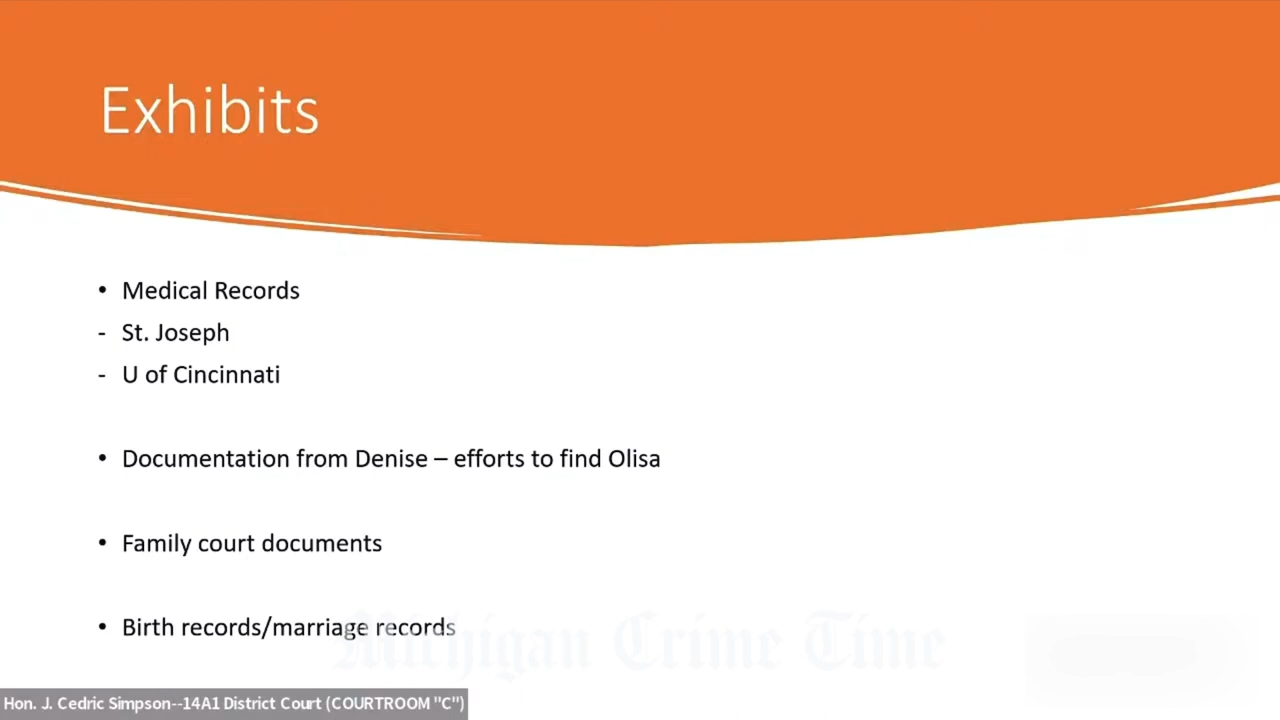 Exhibits
• Medical Records
- St. Joseph
- U of Cincinnati
• Documentation from Denise – efforts to find Olisa
• Family court documents
• Birth records/marriage records
Michigan Crime Time
Hon. J. Cedric Simpson--14A1 District Court (COURTROOM "C")